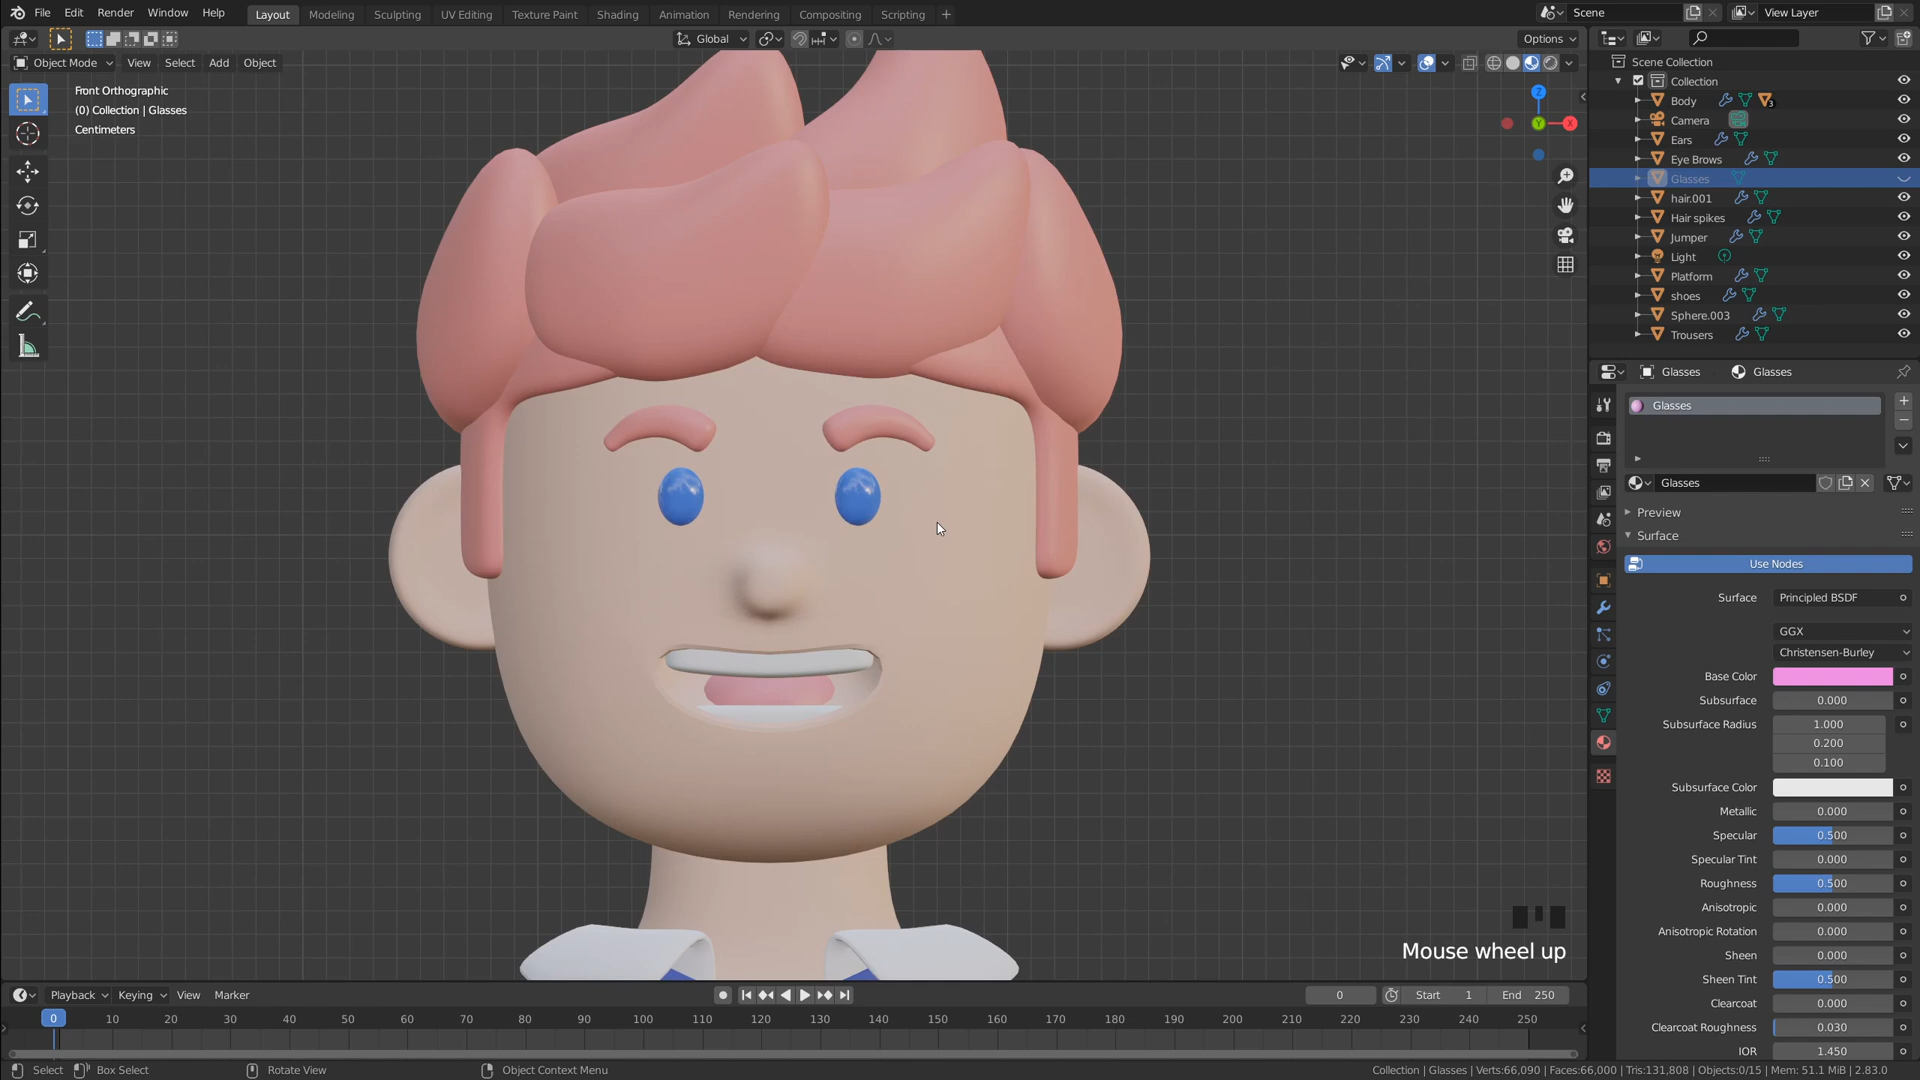 File Edit Render Window Help Layout Modeling Sculpting UV Editing Texture Paint Shading Animation Rendering Compositing Scripting + Scene View Layer
Global Options
Object Mode View Select Add Object
Front Orthographic
(0) Collection | Glasses
Centimeters
Z
Y
X
Scene Collection
Collection
Body 3
Camera
Ears
Eye Brows
Glasses
hair.001
Hair spikes
Jumper
Light
Platform
shoes
Sphere.003
Trousers
Glasses Glasses
Glasses
Glasses
Preview
Surface
Use Nodes
Surface Principled BSDF
GGX
Christensen-Burley
Base Color
Subsurface 0.000
Subsurface Radius 1.000
0.200
0.100
Subsurface Color
Metallic 0.000
Specular 0.500
Specular Tint 0.000
Roughness 0.500
Anisotropic 0.000
Anisotropic Rotation 0.000
Sheen 0.000
Sheen Tint 0.500
Clearcoat 0.000
Clearcoat Roughness 0.030
IOR 1.450
Mouse wheel up
Playback Keying View Marker 0 Start 1 End 250
0 10 20 30 40 50 60 70 80 90 100 110 120 130 140 150 160 170 180 190 200 210 220 230 240 250
Select Box Select Rotate View Object Context Menu Collection | Glasses | Verts:66,090 | Faces:66,000 | Tris:131,808 | Objects:0/15 | Mem: 51.1 MiB | 2.83.0